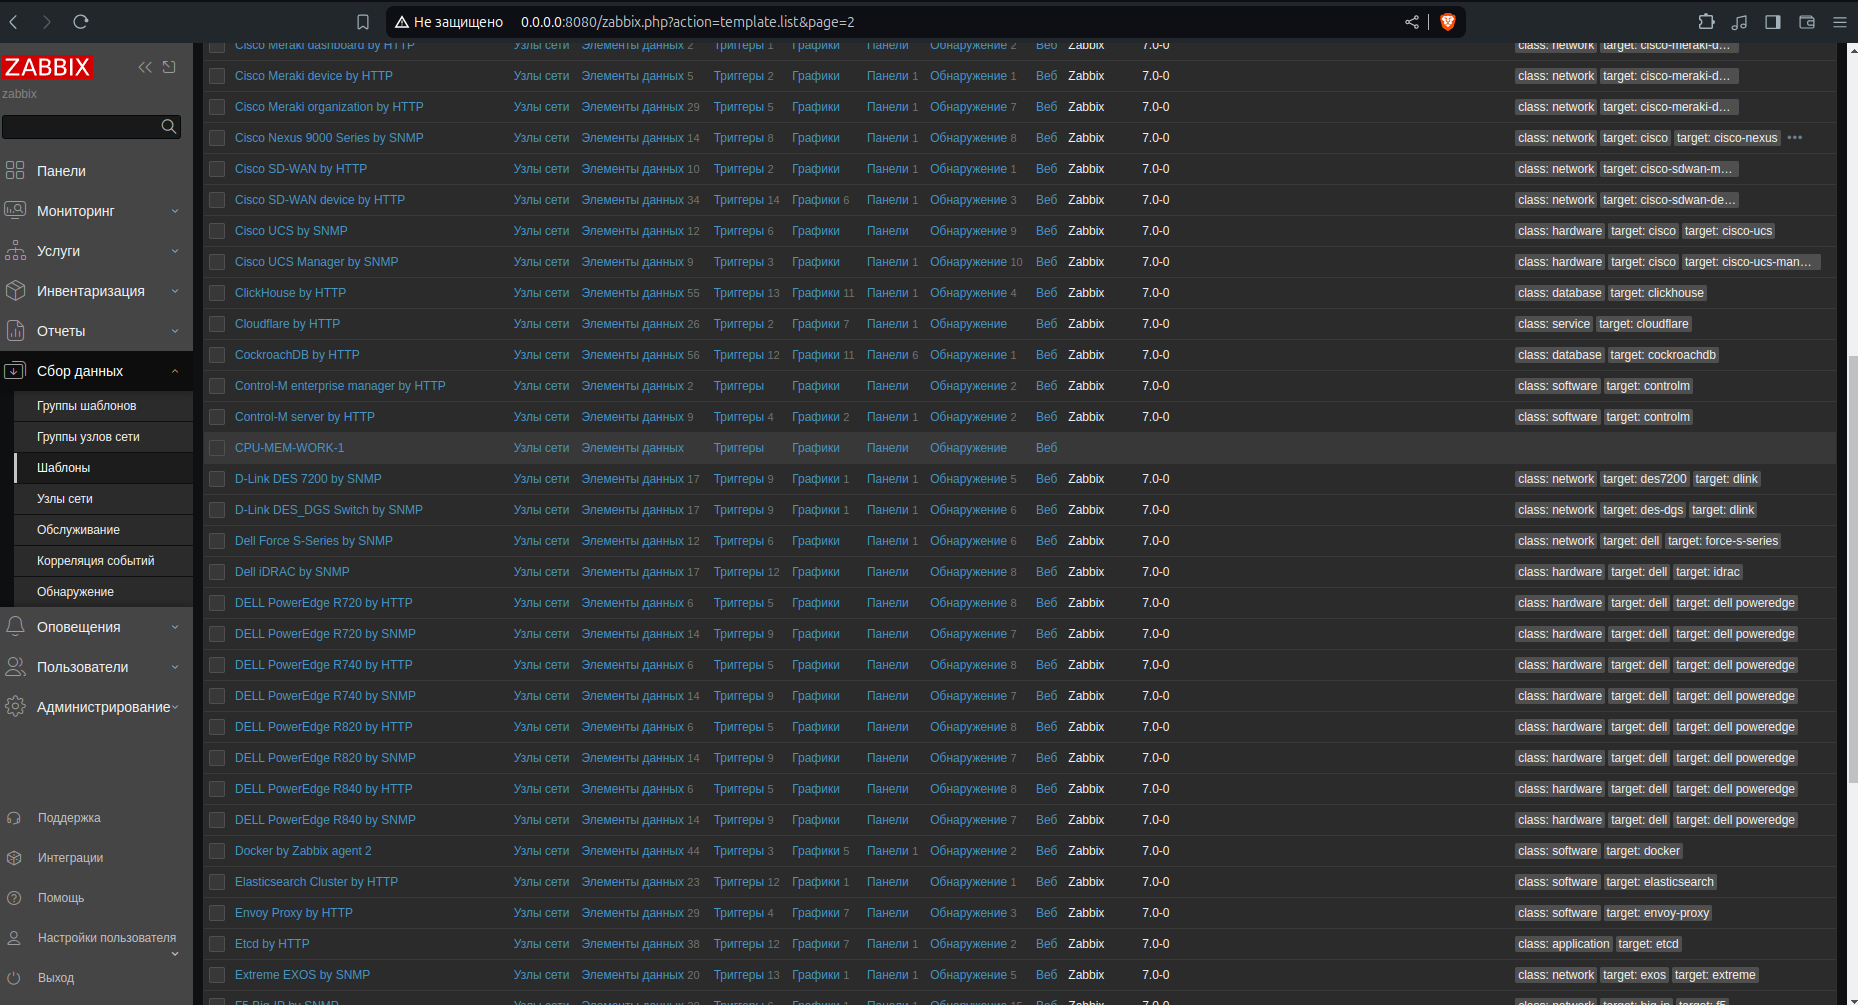 Не защищено 0.0.0.0:8080/zabbix.php?action=template.list&page=2
ZABBIX
zabbix
Панели
Мониторинг
Услуги
Инвентаризация
Отчеты
Сбор данных
Группы шаблонов
Группы узлов сети
Шаблоны
Узлы сети
Обслуживание
Корреляция событий
Обнаружение
Оповещения
Пользователи
Администрирование
Поддержка
Интеграции
Помощь
Настройки пользователя
Выход
Cisco Meraki dashboard by HTTP Узлы сети Элементы данных 2 Триггеры 1 Графики Панели Обнаружение 2 Веб Zabbix 7.0-0 class: network target: cisco-meraki-d...
Cisco Meraki device by HTTP Узлы сети Элементы данных 5 Триггеры 2 Графики Панели 1 Обнаружение 1 Веб Zabbix 7.0-0 class: network target: cisco-meraki-d...
Cisco Meraki organization by HTTP Узлы сети Элементы данных 29 Триггеры 5 Графики Панели 1 Обнаружение 7 Веб Zabbix 7.0-0 class: network target: cisco-meraki-d...
Cisco Nexus 9000 Series by SNMP Узлы сети Элементы данных 14 Триггеры 8 Графики Панели 1 Обнаружение 8 Веб Zabbix 7.0-0 class: network target: cisco target: cisco-nexus •••
Cisco SD-WAN by HTTP Узлы сети Элементы данных 10 Триггеры 2 Графики Панели 1 Обнаружение 1 Веб Zabbix 7.0-0 class: network target: cisco-sdwan-m...
Cisco SD-WAN device by HTTP Узлы сети Элементы данных 34 Триггеры 14 Графики 6 Панели 1 Обнаружение 3 Веб Zabbix 7.0-0 class: network target: cisco-sdwan-de...
Cisco UCS by SNMP Узлы сети Элементы данных 12 Триггеры 6 Графики Панели Обнаружение 9 Веб Zabbix 7.0-0 class: hardware target: cisco target: cisco-ucs
Cisco UCS Manager by SNMP Узлы сети Элементы данных 9 Триггеры 3 Графики Панели 1 Обнаружение 10 Веб Zabbix 7.0-0 class: hardware target: cisco target: cisco-ucs-man...
ClickHouse by HTTP Узлы сети Элементы данных 55 Триггеры 13 Графики 11 Панели 1 Обнаружение 4 Веб Zabbix 7.0-0 class: database target: clickhouse
Cloudflare by HTTP Узлы сети Элементы данных 26 Триггеры 2 Графики 7 Панели 1 Обнаружение Веб Zabbix 7.0-0 class: service target: cloudflare
CockroachDB by HTTP Узлы сети Элементы данных 56 Триггеры 12 Графики 11 Панели 6 Обнаружение 1 Веб Zabbix 7.0-0 class: database target: cockroachdb
Control-M enterprise manager by HTTP Узлы сети Элементы данных 2 Триггеры Графики Панели Обнаружение 2 Веб Zabbix 7.0-0 class: software target: controlm
Control-M server by HTTP Узлы сети Элементы данных 9 Триггеры 4 Графики 2 Панели 1 Обнаружение 2 Веб Zabbix 7.0-0 class: software target: controlm
CPU-MEM-WORK-1 Узлы сети Элементы данных Триггеры Графики Панели Обнаружение Веб
D-Link DES 7200 by SNMP Узлы сети Элементы данных 17 Триггеры 9 Графики 1 Панели 1 Обнаружение 5 Веб Zabbix 7.0-0 class: network target: des7200 target: dlink
D-Link DES_DGS Switch by SNMP Узлы сети Элементы данных 17 Триггеры 9 Графики 1 Панели 1 Обнаружение 6 Веб Zabbix 7.0-0 class: network target: des-dgs target: dlink
Dell Force S-Series by SNMP Узлы сети Элементы данных 12 Триггеры 6 Графики Панели 1 Обнаружение 6 Веб Zabbix 7.0-0 class: network target: dell target: force-s-series
Dell iDRAC by SNMP Узлы сети Элементы данных 17 Триггеры 12 Графики Панели Обнаружение 8 Веб Zabbix 7.0-0 class: hardware target: dell target: idrac
DELL PowerEdge R720 by HTTP Узлы сети Элементы данных 6 Триггеры 5 Графики Панели Обнаружение 8 Веб Zabbix 7.0-0 class: hardware target: dell target: dell poweredge
DELL PowerEdge R720 by SNMP Узлы сети Элементы данных 14 Триггеры 9 Графики Панели Обнаружение 7 Веб Zabbix 7.0-0 class: hardware target: dell target: dell poweredge
DELL PowerEdge R740 by HTTP Узлы сети Элементы данных 6 Триггеры 5 Графики Панели Обнаружение 8 Веб Zabbix 7.0-0 class: hardware target: dell target: dell poweredge
DELL PowerEdge R740 by SNMP Узлы сети Элементы данных 14 Триггеры 9 Графики Панели Обнаружение 7 Веб Zabbix 7.0-0 class: hardware target: dell target: dell poweredge
DELL PowerEdge R820 by HTTP Узлы сети Элементы данных 6 Триггеры 5 Графики Панели Обнаружение 8 Веб Zabbix 7.0-0 class: hardware target: dell target: dell poweredge
DELL PowerEdge R820 by SNMP Узлы сети Элементы данных 14 Триггеры 9 Графики Панели Обнаружение 7 Веб Zabbix 7.0-0 class: hardware target: dell target: dell poweredge
DELL PowerEdge R840 by HTTP Узлы сети Элементы данных 6 Триггеры 5 Графики Панели Обнаружение 8 Веб Zabbix 7.0-0 class: hardware target: dell target: dell poweredge
DELL PowerEdge R840 by SNMP Узлы сети Элементы данных 14 Триггеры 9 Графики Панели Обнаружение 7 Веб Zabbix 7.0-0 class: hardware target: dell target: dell poweredge
Docker by Zabbix agent 2 Узлы сети Элементы данных 44 Триггеры 3 Графики 5 Панели 1 Обнаружение 2 Веб Zabbix 7.0-0 class: software target: docker
Elasticsearch Cluster by HTTP Узлы сети Элементы данных 23 Триггеры 12 Графики 1 Панели Обнаружение 1 Веб Zabbix 7.0-0 class: software target: elasticsearch
Envoy Proxy by HTTP Узлы сети Элементы данных 29 Триггеры 4 Графики 7 Панели Обнаружение 3 Веб Zabbix 7.0-0 class: software target: envoy-proxy
Etcd by HTTP Узлы сети Элементы данных 38 Триггеры 12 Графики 7 Панели 1 Обнаружение 2 Веб Zabbix 7.0-0 class: application target: etcd
Extreme EXOS by SNMP Узлы сети Элементы данных 20 Триггеры 13 Графики 1 Панели 1 Обнаружение 5 Веб Zabbix 7.0-0 class: network target: exos target: extreme
F5 Big-IP by SNMP Узлы сети Элементы данных Триггеры Графики Панели Обнаружение Веб Zabbix 7.0-0 class: network target: big-ip target: f5